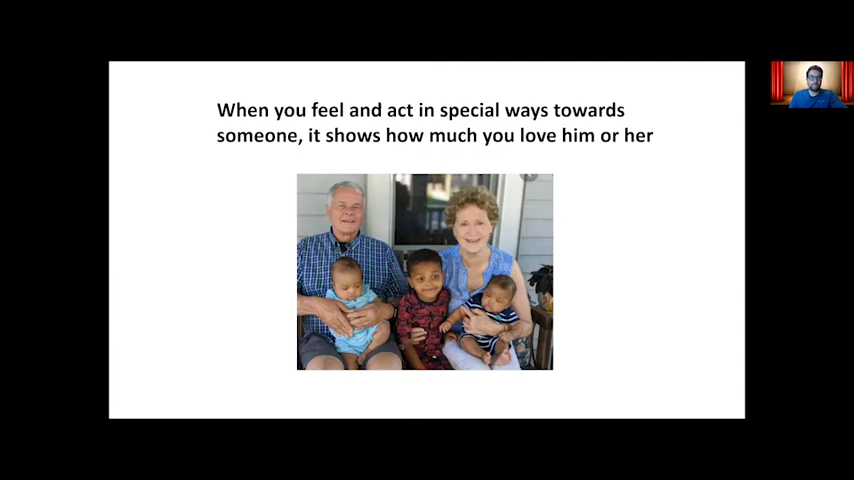 When you feel and act in special ways towards
someone, it shows how much you love him or her